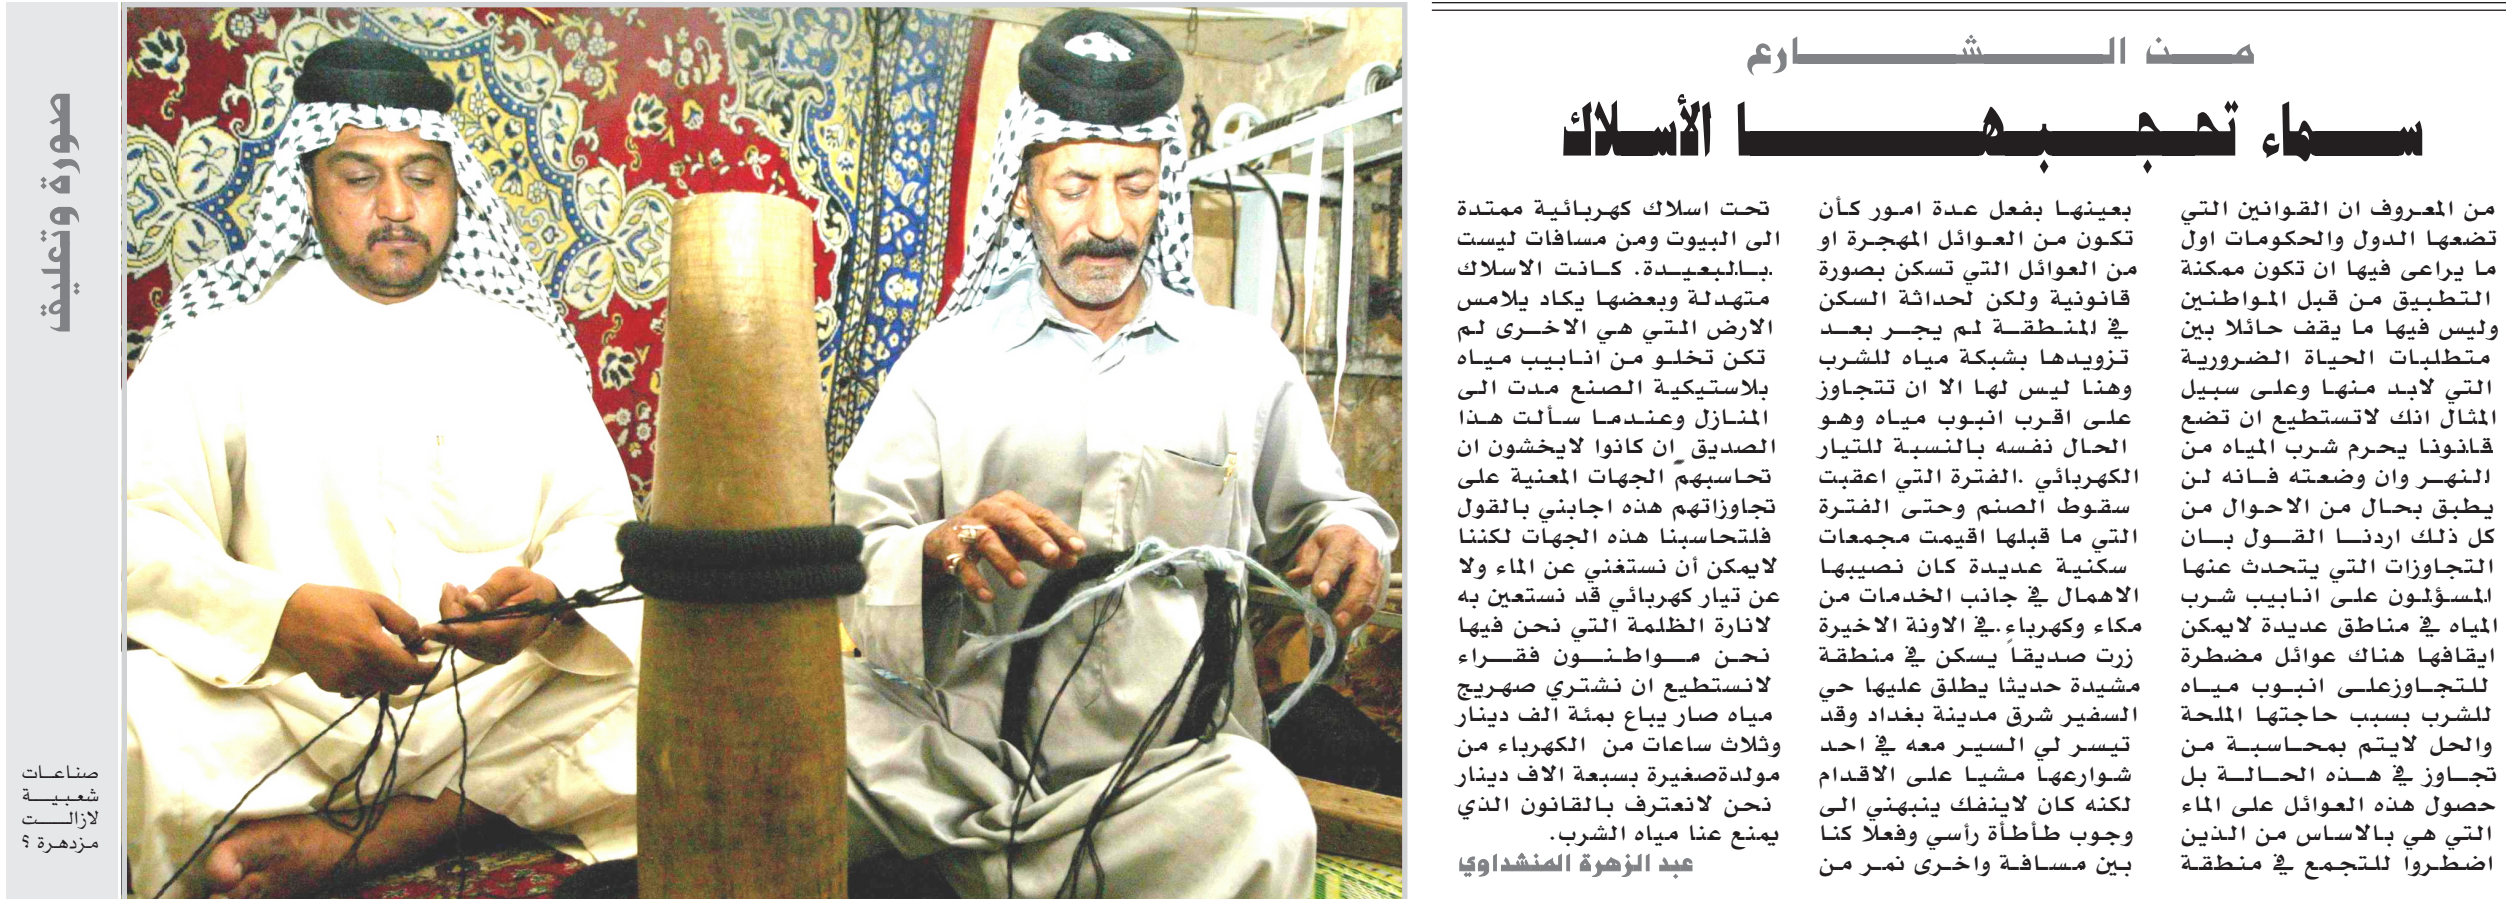 من الشارع
سماء تحجبها الأسلاك
من المعروف ان القوانين التي
تضعها الدول والحكومات اول
ما يراعى فيها ان تكون ممكنة
التطبيق من قبل المواطنين
وليس فيها ما يقف حائلا بين
متطلبات الحياة الضرورية
التي لابد منها وعلى سبيل
المثال انك لاتستطيع ان تضع
قانونا يحرم شرب المياه من
النهر وان وضعته فانه لن
يطبق بحال من الاحوال من
كل ذلك اردنا القول بان
التجاوزات التي يتحدث عنها
المسؤلون على انابيب شرب
المياه في مناطق عديدة لايمكن
ايقافها هناك عوائل مضطرة
للتجاوزعلى انبوب مياه
للشرب بسبب حاجتها الملحة
والحل لايتم بمحاسبة من
تجاوز في هذه الحالة بل
حصول هذه العوائل على الماء
التي هي بالاساس من الذين
اضطروا للتجمع في منطقة
بعينها بفعل عدة امور كأن
تكون من العوائل المهجرة او
من العوائل التي تسكن بصورة
قانونية ولكن لحداثة السكن
في المنطقة لم يجر بعد
تزويدها بشبكة مياه للشرب
وهنا ليس لها الا ان تتجاوز
على اقرب انبوب مياه وهو
الحال نفسه بالنسبة للتيار
الكهربائي .الفترة التي اعقبت
سقوط الصنم وحتى الفترة
التي ما قبلها اقيمت مجمعات
سكنية عديدة كان نصيبها
الاهمال في جانب الخدمات من
مكاء وكهرباء.في الاونة الاخيرة
زرت صديقاً يسكن في منطقة
مشيدة حديثا يطلق عليها حي
السفير شرق مدينة بغداد وقد
تيسر لي السير معه في احد
شوارعها مشيا على الاقدام
لكنه كان لاينفك ينبهني الى
وجوب طأطأة رأسي وفعلا كنا
بين مسافة واخرى نمر من
تحت اسلاك كهربائية ممتدة
الى البيوت ومن مسافات ليست
بالبعيدة. كانت الاسلاك
متهدلة وبعضها يكاد يلامس
الارض التي هي الاخرى لم
تكن تخلو من انابيب مياه
بلاستيكية الصنع مدت الى
المنازل وعندما سألت هذا
الصديق ان كانوا لايخشون ان
تحاسبهم الجهات المعنية على
تجاوزاتهم هذه اجابني بالقول
فلتحاسبنا هذه الجهات لكننا
لايمكن أن نستغني عن الماء ولا
عن تيار كهربائي قد نستعين به
لانارة الظلمة التي نحن فيها
نحن مواطنون فقراء
لانستطيع ان نشتري صهريج
مياه صار يباع بمئة الف دينار
وثلاث ساعات من الكهرباء من
مولدةصغيرة بسبعة الاف دينار
نحن لانعترف بالقانون الذي
يمنع عنا مياه الشرب.
عبد الزهرة المنشداوي
صورة وتعليق
صناعات
شعبية
لازالت
مزدهرة ؟